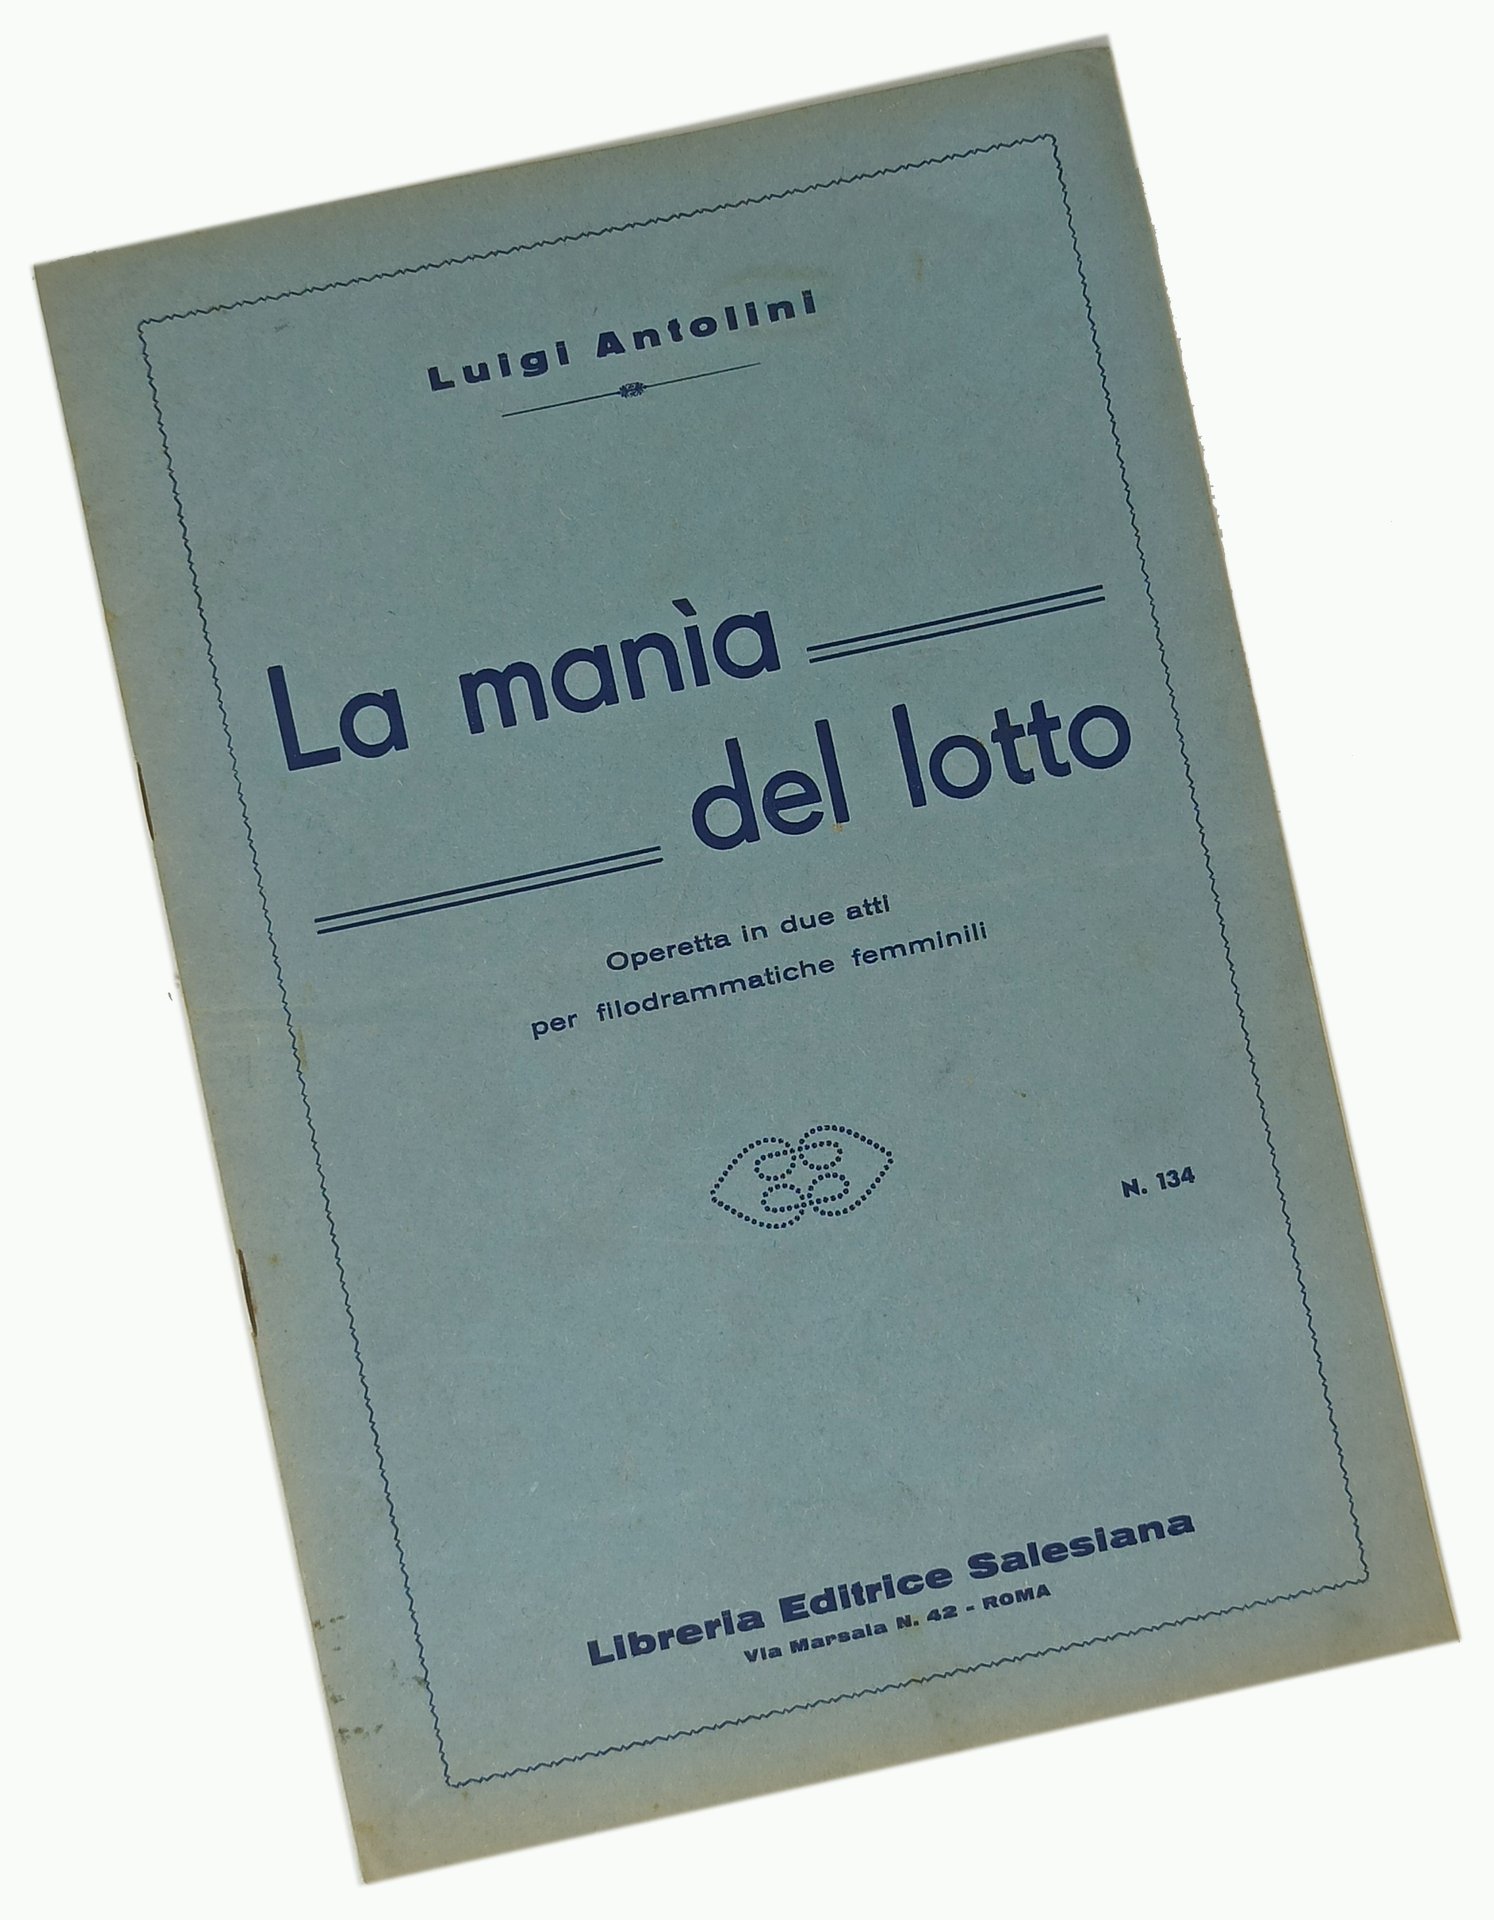 Luigi Antolini
La manìa
del lotto
Operetta in due atti
per filodrammatiche femminili
N. 134
Libreria Editrice Salesiana
Via Marsala N. 42 - ROMA